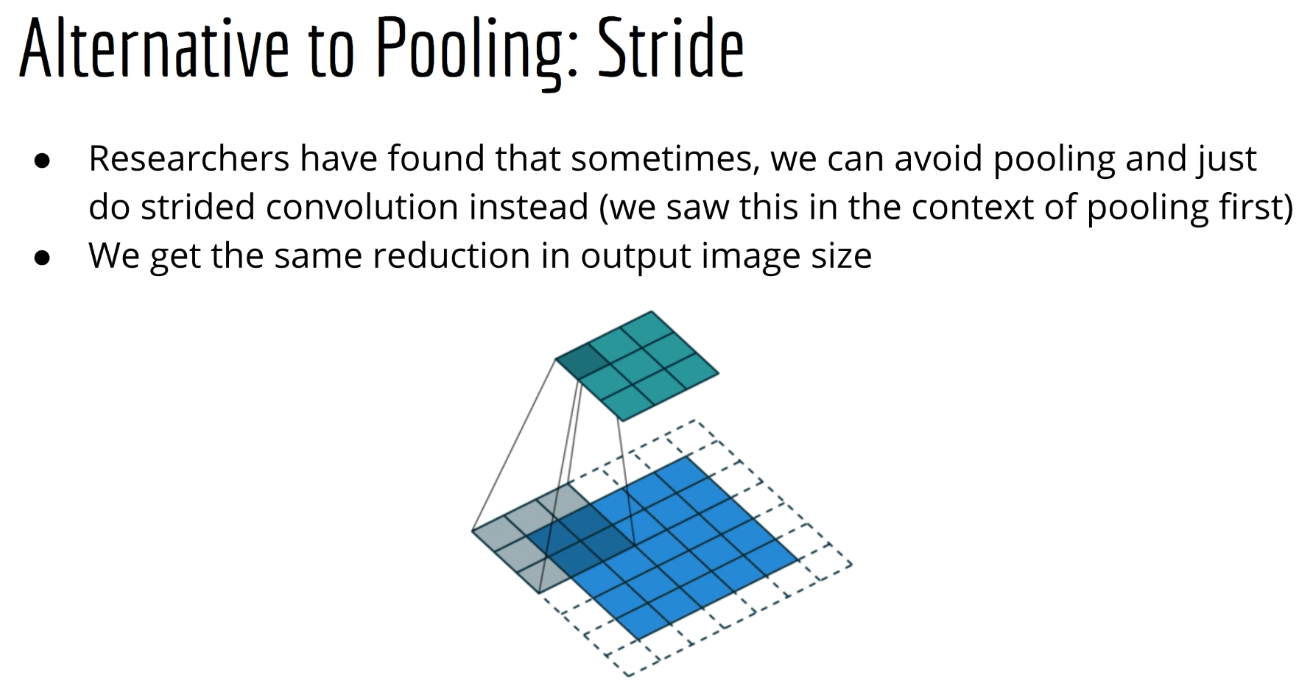 Alternative to Pooling: Stride
● Researchers have found that sometimes, we can avoid pooling and just
do strided convolution instead (we saw this in the context of pooling first)
● We get the same reduction in output image size